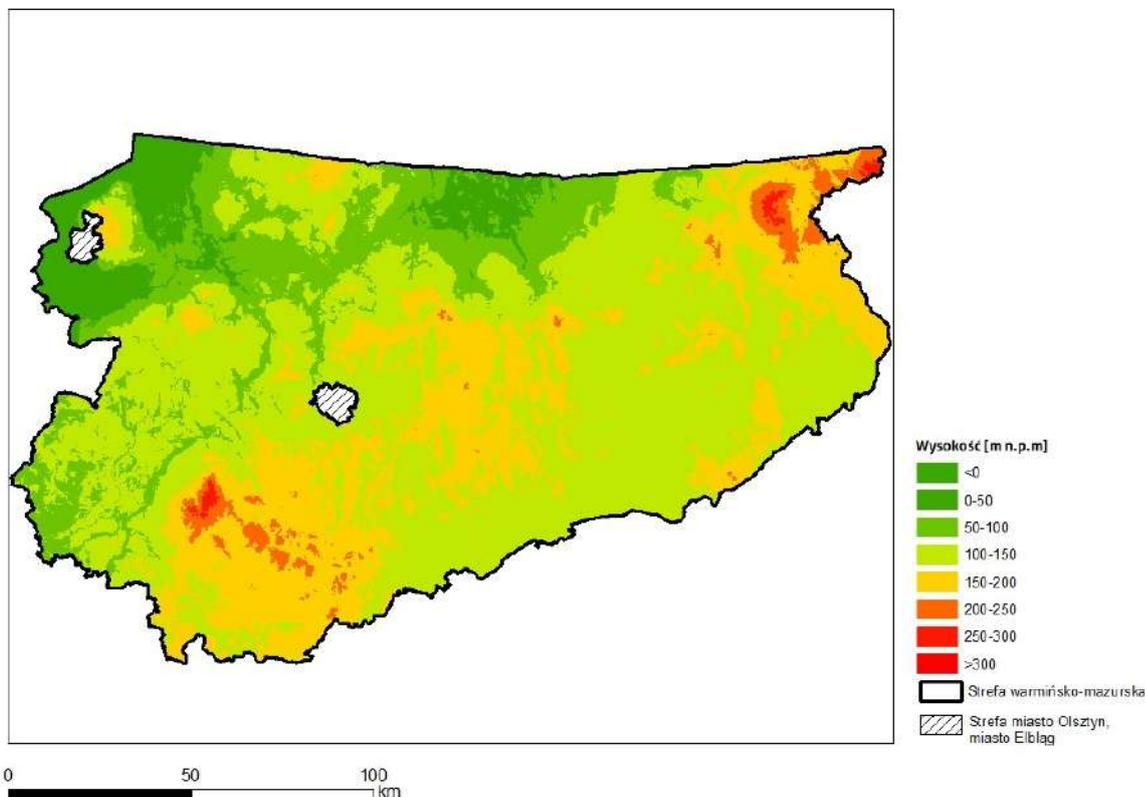 Wysokość [m n.p.m]
<0
0-50
50-100
100-150
150-200
200-250
250-300
>300
Strefa warmińsko-mazurska
Strefa miasto Olsztyn,
miasto Elbląg
0 50 100
km